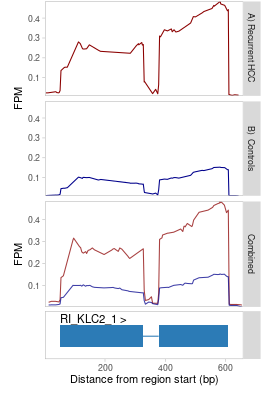 0.4
0.3
0.2
0.1
FPM
A) Recurrent HCC
0.4
0.3
0.2
0.1
B) Controls
0.4
0.3
0.2
0.1
FPM
Combined
RI_KLC2_1 >
200
400
600
Distance from region start (bp)